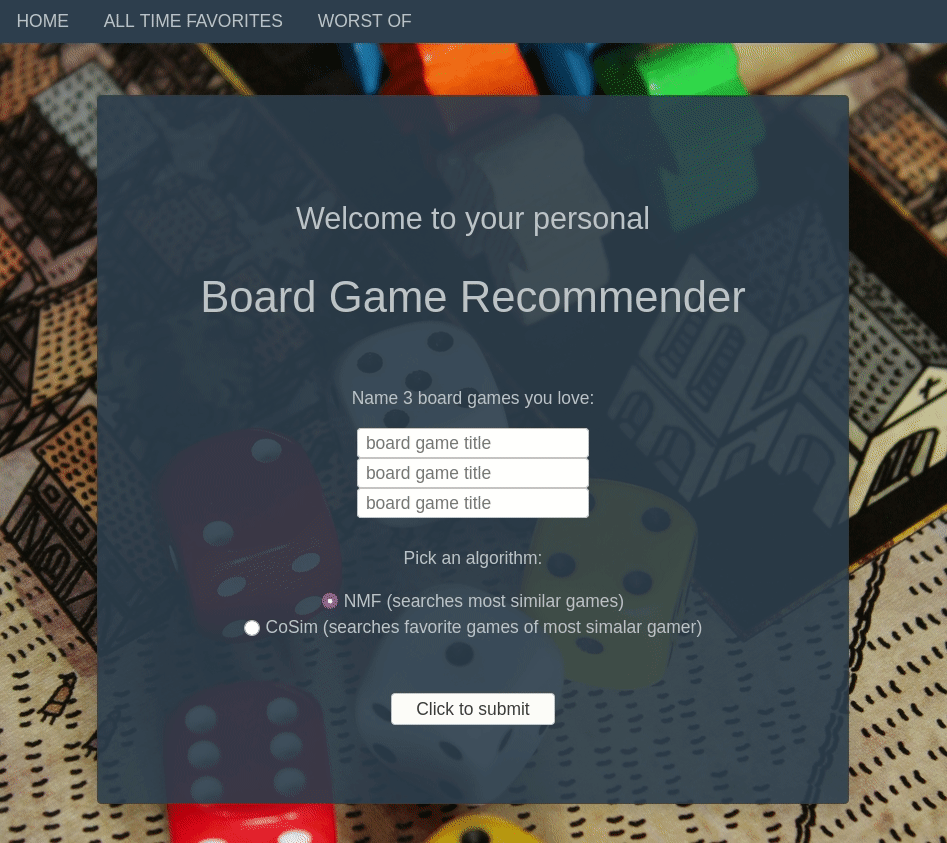 HOME ALL TIME FAVORITES WORST OF
Welcome to your personal
Board Game Recommender
Name 3 board games you love:
board game title
board game title
board game title
Pick an algorithm:
NMF (searches most similar games)
CoSim (searches favorite games of most simalar gamer)
Click to submit